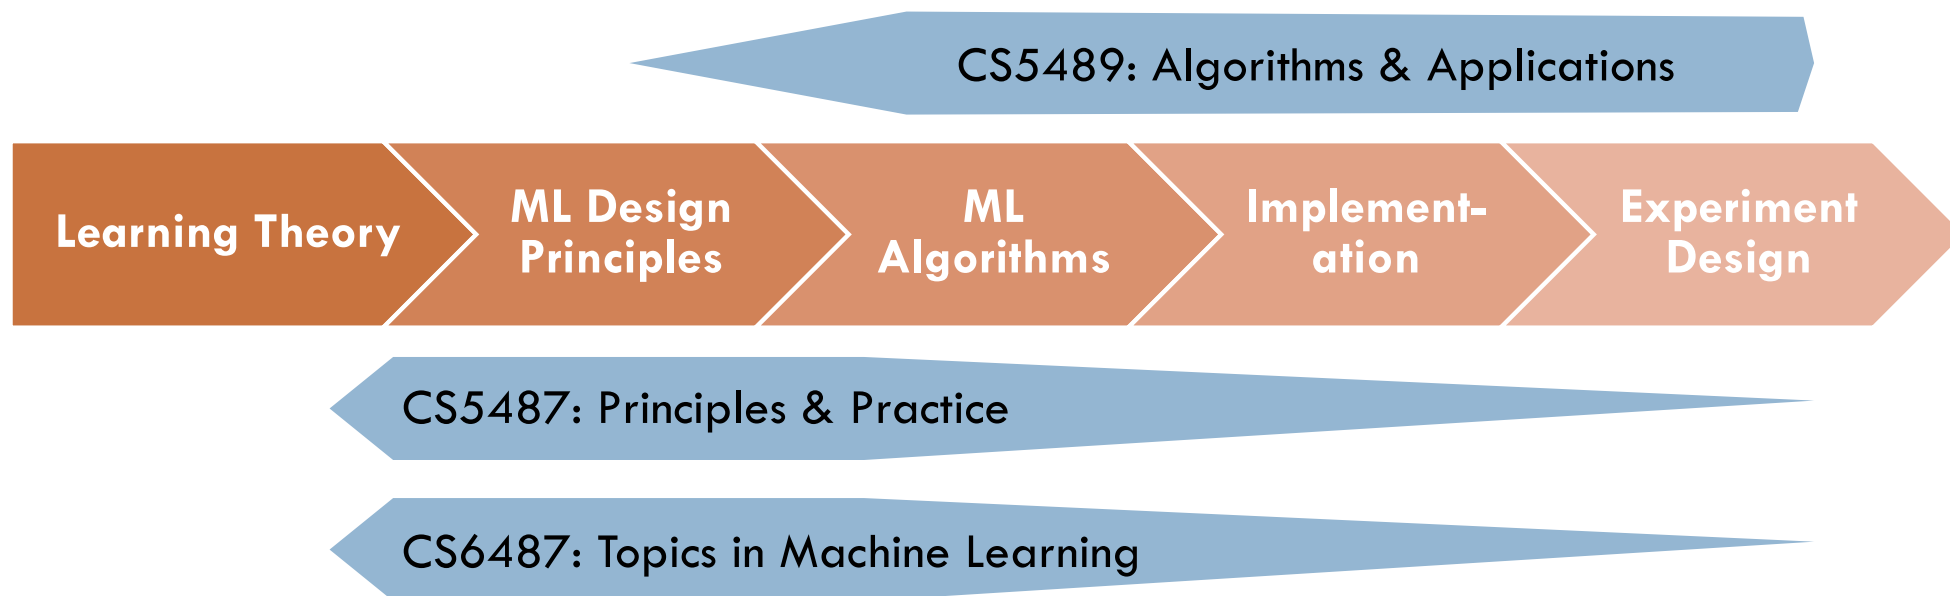 CS5489: Algorithms & Applications
Learning Theory
ML Design
Principles
ML
Algorithms
Implement-
ation
Experiment
Design
CS5487: Principles & Practice
CS6487: Topics in Machine Learning